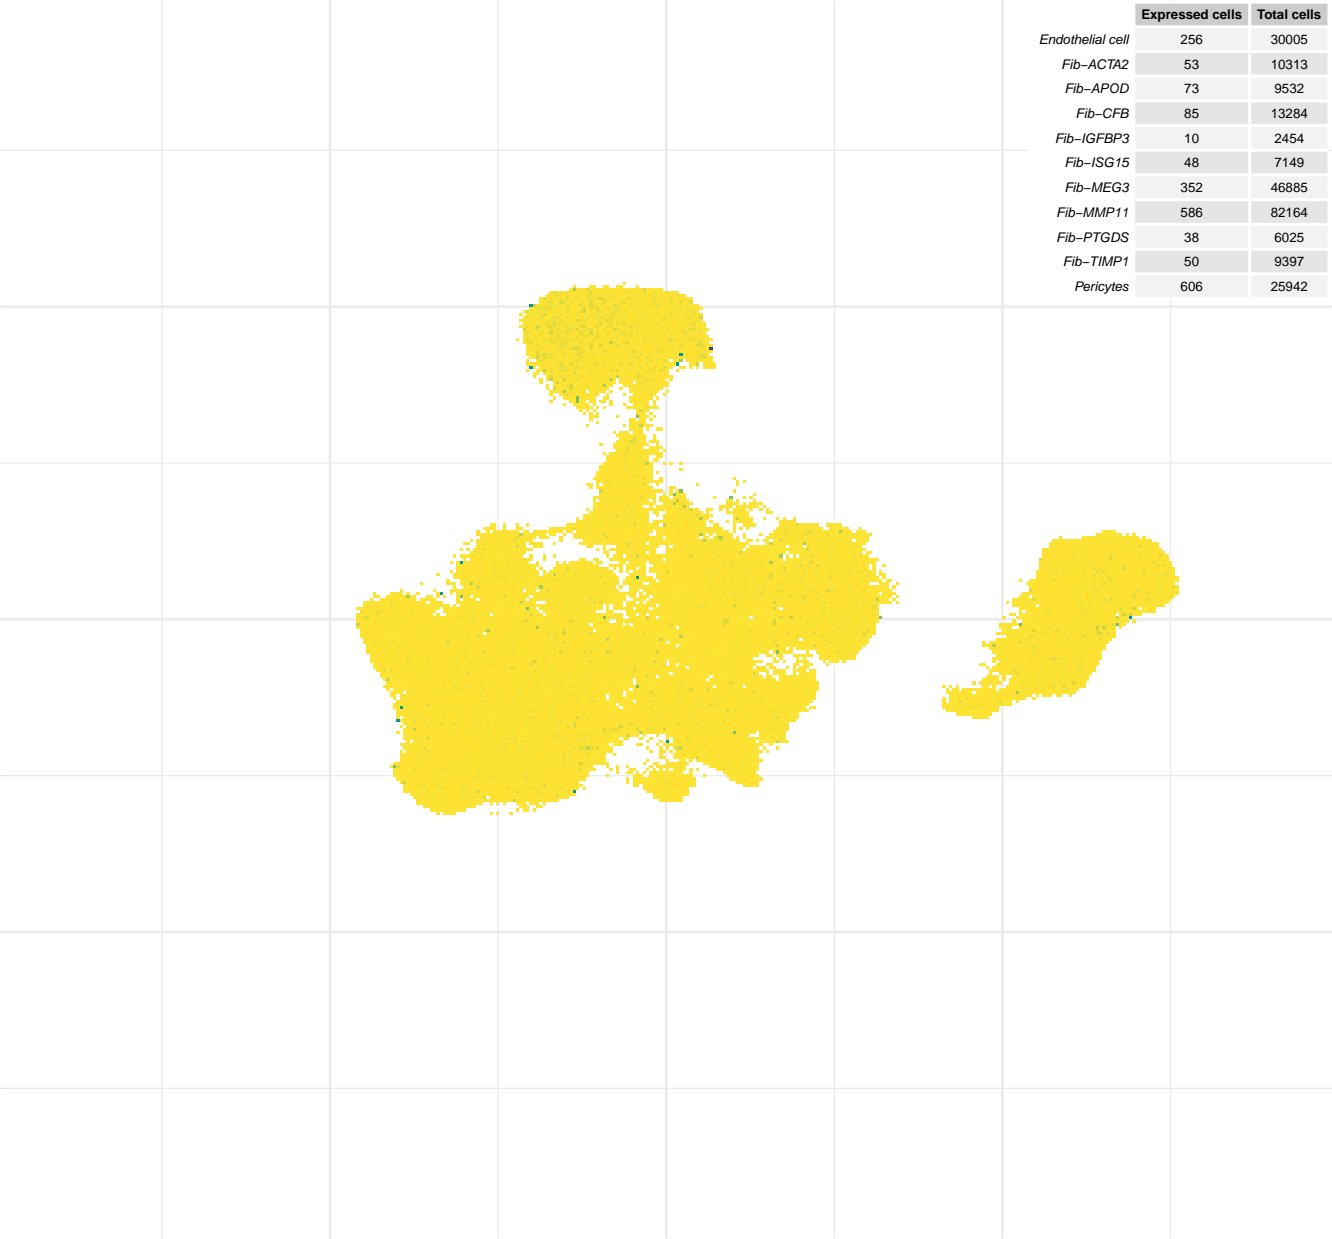 Expressed cells Total cells
Endothelial cell 256 30005
Fib−ACTA2 53 10313
Fib−APOD 73 9532
Fib−CFB 85 13284
Fib−IGFBP3 10 2454
Fib−ISG15 48 7149
Fib−MEG3 352 46885
Fib−MMP11 586 82164
Fib−PTGDS 38 6025
Fib−TIMP1 50 9397
Pericytes 606 25942